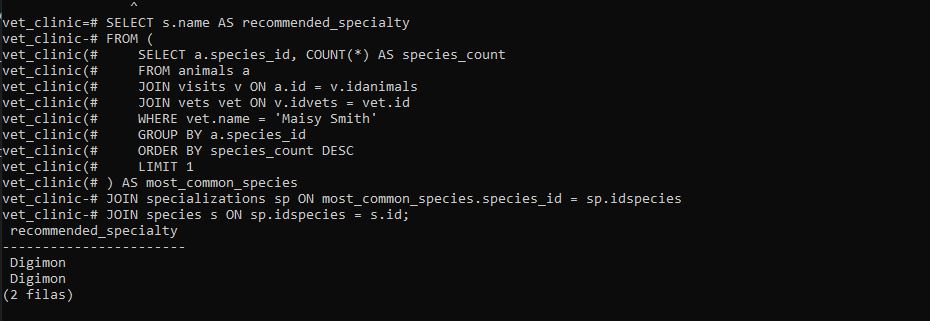 ^
vet_clinic=# SELECT s.name AS recommended_specialty
vet_clinic-# FROM (
vet_clinic(#     SELECT a.species_id, COUNT(*) AS species_count
vet_clinic(#     FROM animals a
vet_clinic(#     JOIN visits v ON a.id = v.idanimals
vet_clinic(#     JOIN vets vet ON v.idvets = vet.id
vet_clinic(#     WHERE vet.name = 'Maisy Smith'
vet_clinic(#     GROUP BY a.species_id
vet_clinic(#     ORDER BY species_count DESC
vet_clinic(#     LIMIT 1
vet_clinic(# ) AS most_common_species
vet_clinic-# JOIN specializations sp ON most_common_species.species_id = sp.idspecies
vet_clinic-# JOIN species s ON sp.idspecies = s.id;
 recommended_specialty
-----------------------
 Digimon
 Digimon
(2 filas)